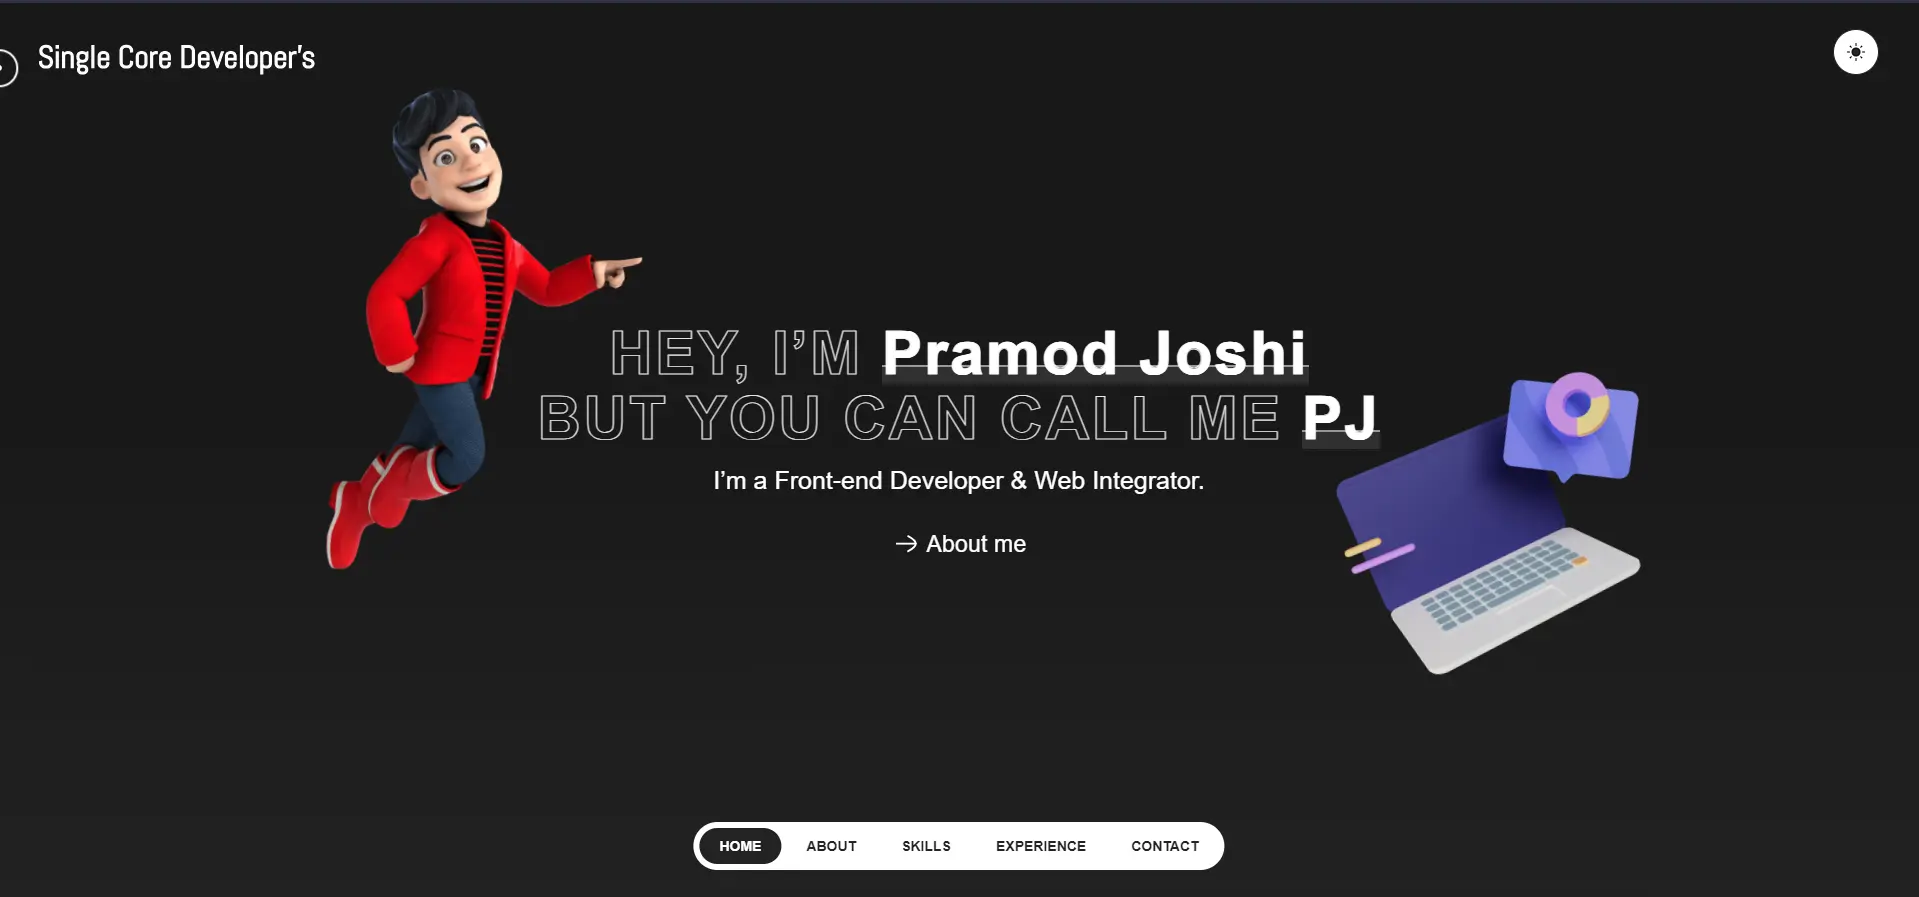 Single Core Developer's
HEY, I’M Pramod Joshi
BUT YOU CAN CALL ME PJ
I’m a Front-end Developer & Web Integrator.
→ About me
HOME ABOUT SKILLS EXPERIENCE CONTACT